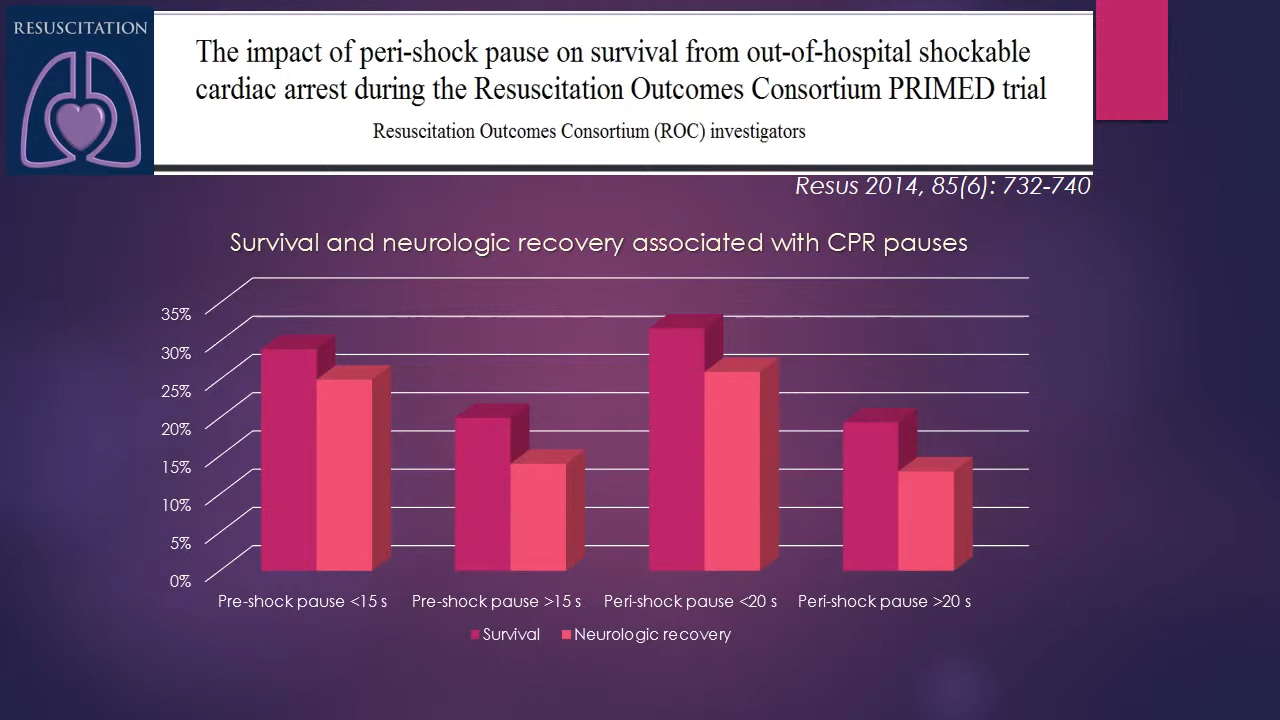 RESUSCITATION
The impact of peri-shock pause on survival from out-of-hospital shockable
cardiac arrest during the Resuscitation Outcomes Consortium PRIMED trial
Resuscitation Outcomes Consortium (ROC) investigators
Resus 2014, 85(6): 732-740
Survival and neurologic recovery associated with CPR pauses
35%
30%
25%
20%
15%
10%
5%
0%
Pre-shock pause <15 s Pre-shock pause >15 s Peri-shock pause <20 s Peri-shock pause >20 s
Survival Neurologic recovery